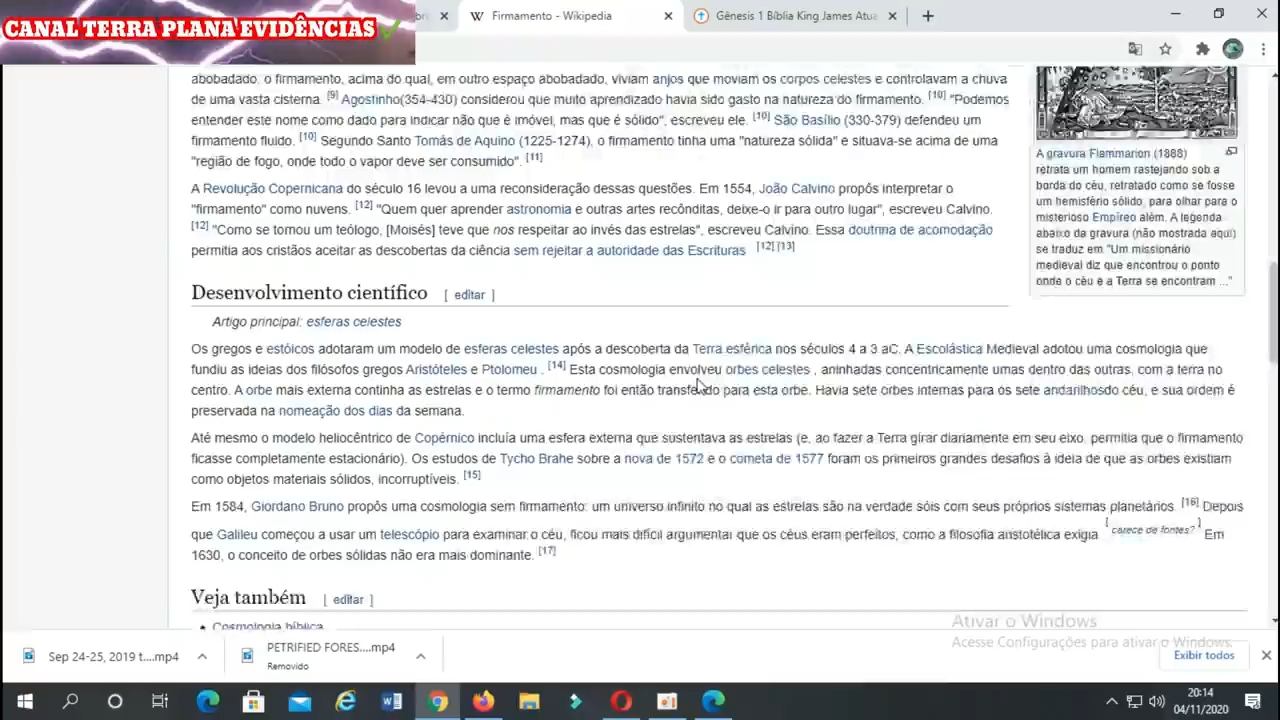 CANAL TERRA PLANA EVIDÊNCIAS
Firmamento - Wikipedia
Gênesis 1 Bíblia King James Atua
abobadado, o firmamento, acima do qual, em outro espaço abobadado, viviam anjos que moviam os corpos celestes e controlavam a chuva
de uma vasta cisterna. [9] Agostinho(354-430) considerou que muito aprendizado havia sido gasto na natureza do firmamento. [10] "Podemos
entender este nome como dado para indicar não que é imóvel, mas que é sólido", escreveu ele. [10] São Basílio (330-379) defendeu um
firmamento fluido. [10] Segundo Santo Tomás de Aquino (1225-1274), o firmamento tinha uma "natureza sólida" e situava-se acima de uma
"região de fogo, onde todo o vapor deve ser consumido". [11]
A Revolução Copernicana do século 16 levou a uma reconsideração dessas questões. Em 1554, João Calvino propôs interpretar o
"firmamento" como nuvens. [12] "Quem quer aprender astronomia e outras artes recônditas, deixe-o ir para outro lugar", escreveu Calvino.
[12] "Como se tornou um teólogo, [Moisés] teve que nos respeitar ao invés das estrelas", escreveu Calvino. Essa doutrina de acomodação
permitia aos cristãos aceitar as descobertas da ciência sem rejeitar a autoridade das Escrituras [12] [13]
A gravura Flammarion (1888)
retrata um homem rastejando sob a
borda do céu, retratado como se fosse
um hemisfério sólido, para olhar para o
misterioso Empíreo além. A legenda
abaixo da gravura (não mostrada aqui)
se traduz em "Um missionário
medieval diz que encontrou o ponto
onde o céu e a Terra se encontram ..."
Desenvolvimento científico [ editar ]
Artigo principal: esferas celestes
Os gregos e estóicos adotaram um modelo de esferas celestes após a descoberta da Terra esférica nos séculos 4 a 3 aC. A Escolástica Medieval adotou uma cosmologia que
fundiu as ideias dos filósofos gregos Aristóteles e Ptolomeu . [14] Esta cosmologia envolveu orbes celestes , aninhadas concentricamente umas dentro das outras, com a terra no
centro. A orbe mais externa continha as estrelas e o termo firmamento foi então transferido para esta orbe. Havia sete orbes internas para os sete andarilhosdo céu, e sua ordem é
preservada na nomeação dos dias da semana.
Até mesmo o modelo heliocêntrico de Copérnico incluía uma esfera externa que sustentava as estrelas (e, ao fazer a Terra girar diariamente em seu eixo, permitia que o firmamento
ficasse completamente estacionário). Os estudos de Tycho Brahe sobre a nova de 1572 e o cometa de 1577 foram os primeiros grandes desafios à ideia de que as orbes existiam
como objetos materiais sólidos, incorruptíveis. [15]
Em 1584, Giordano Bruno propôs uma cosmologia sem firmamento: um universo infinito no qual as estrelas são na verdade sóis com seus próprios sistemas planetários. [16] Depois
que Galileu começou a usar um telescópio para examinar o céu, ficou mais difícil argumentar que os céus eram perfeitos, como a filosofia aristotélica exigia [carece de fontes?] Em
1630, o conceito de orbes sólidas não era mais dominante. [17]
Veja também [ editar ]
Cosmologia bíblica
Ativar o Windows
Acesse Configurações para ativar o Windows.
Sep 24-25, 2019 t....mp4
PETRIFIED FORES....mp4
Removido
Exibir todos
20:14
04/11/2020